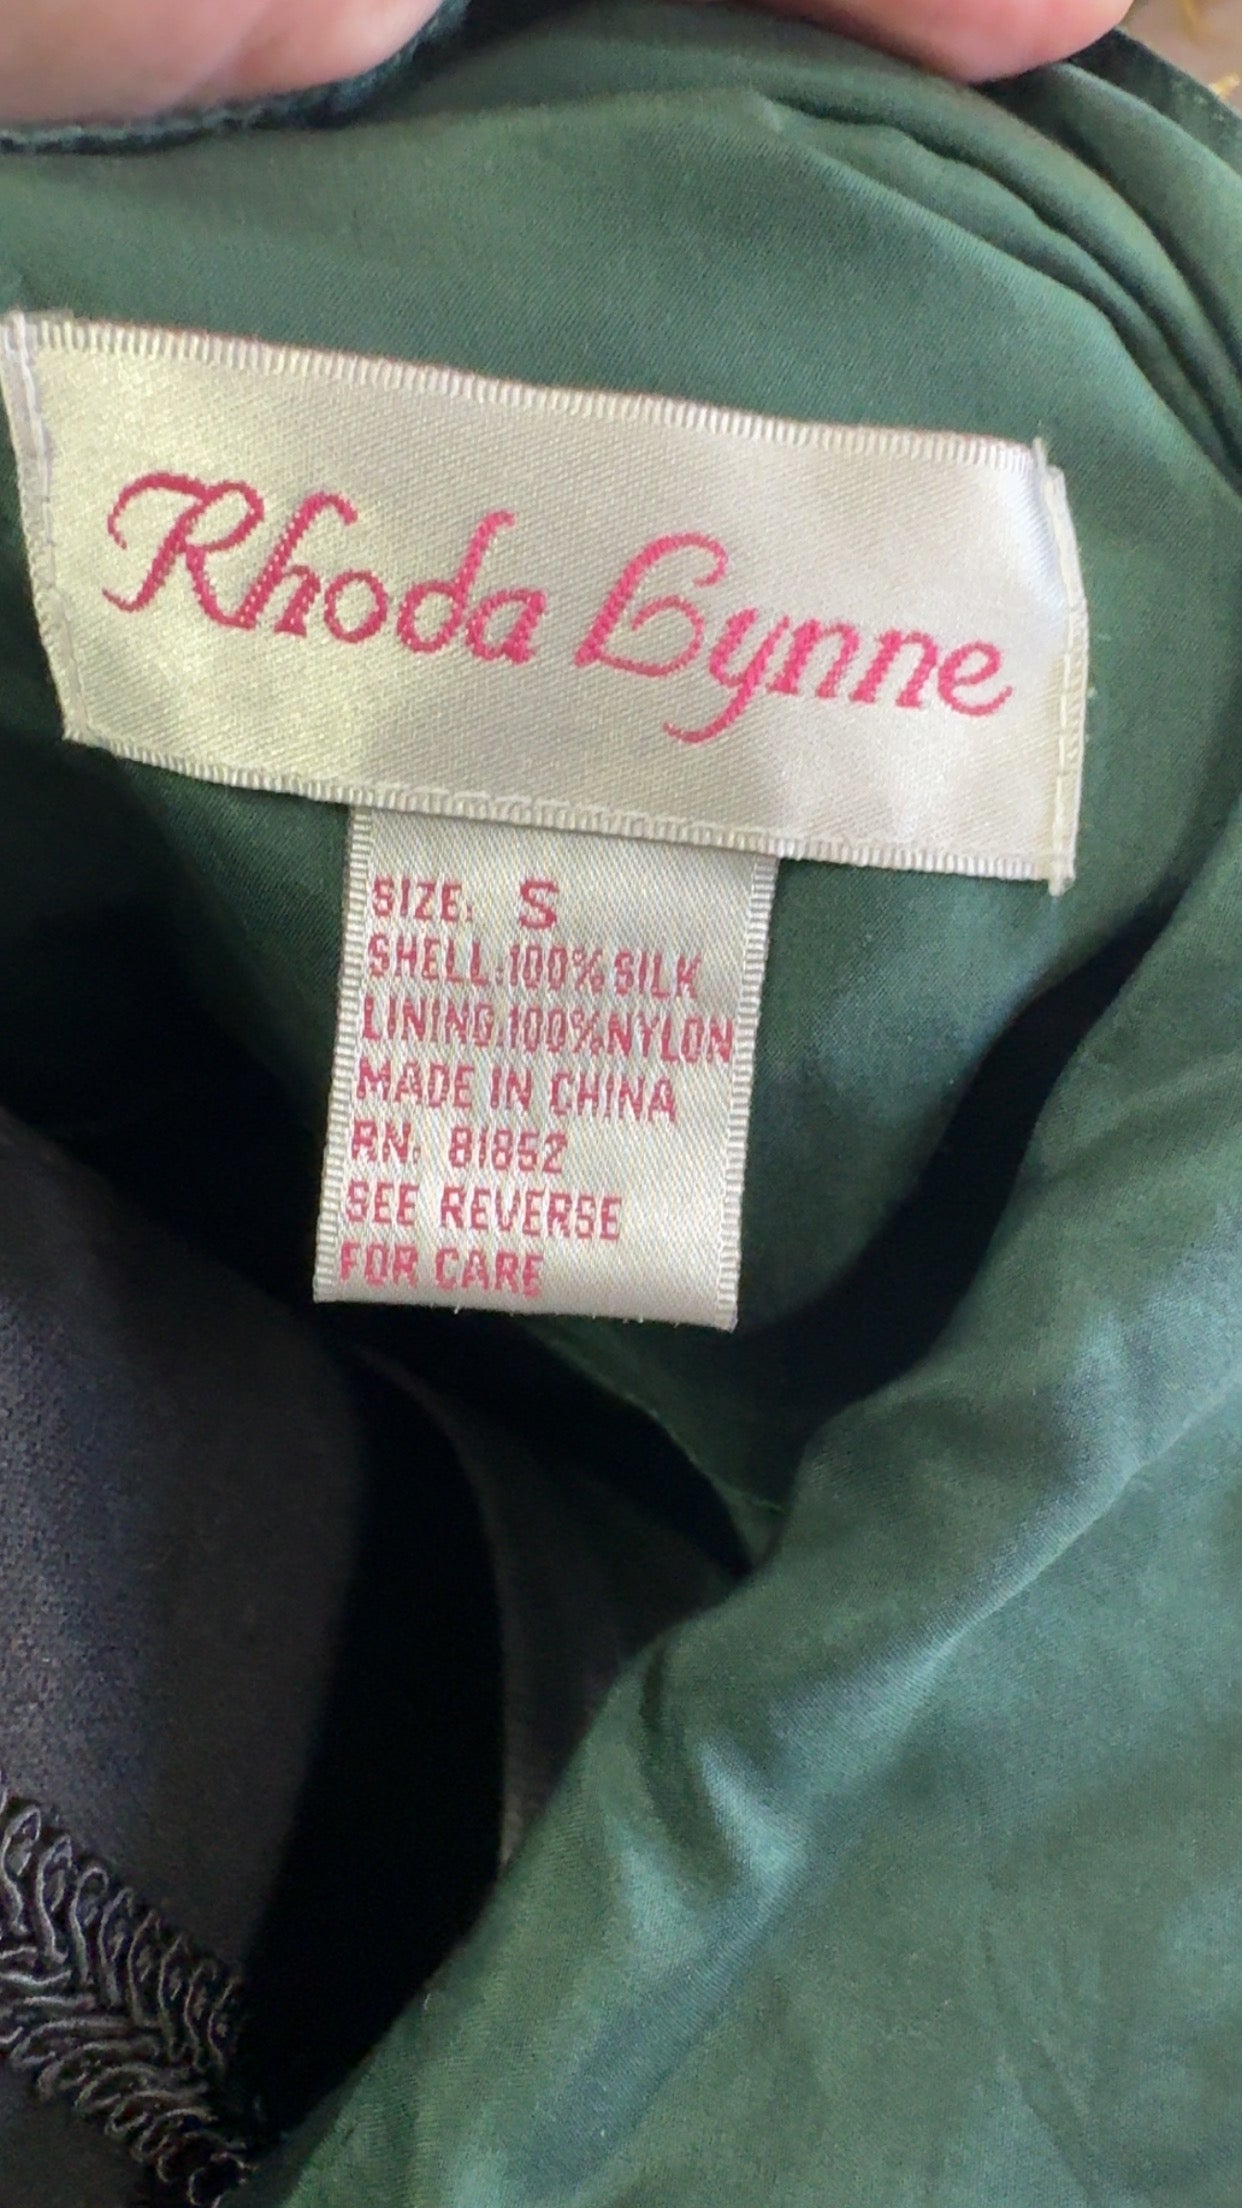 Rhoda Lynne
SIZE: S
SHELL:100%SILK
LINING:100%NYLON
MADE IN CHINA
RN: 81852
SEE REVERSE
FOR CARE